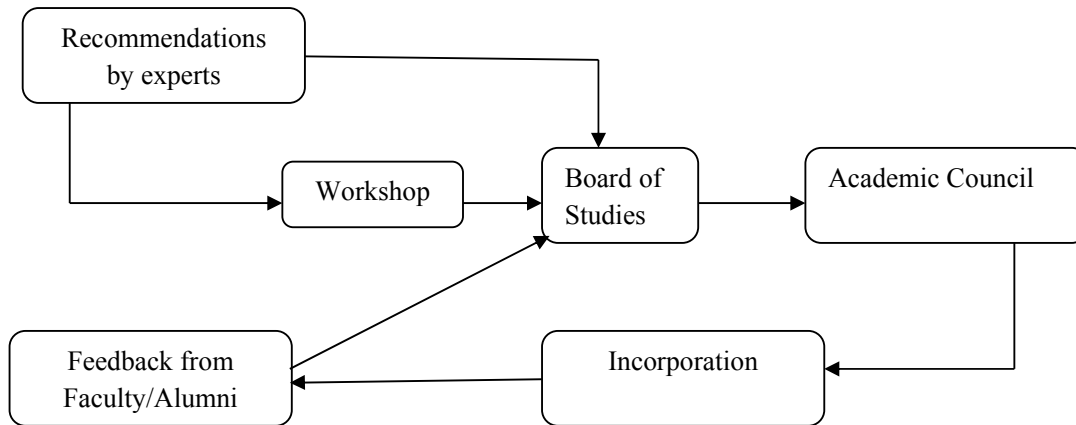 Recommendations
by experts
Workshop
Board of
Studies
Academic Council
Feedback from
Faculty/Alumni
Incorporation